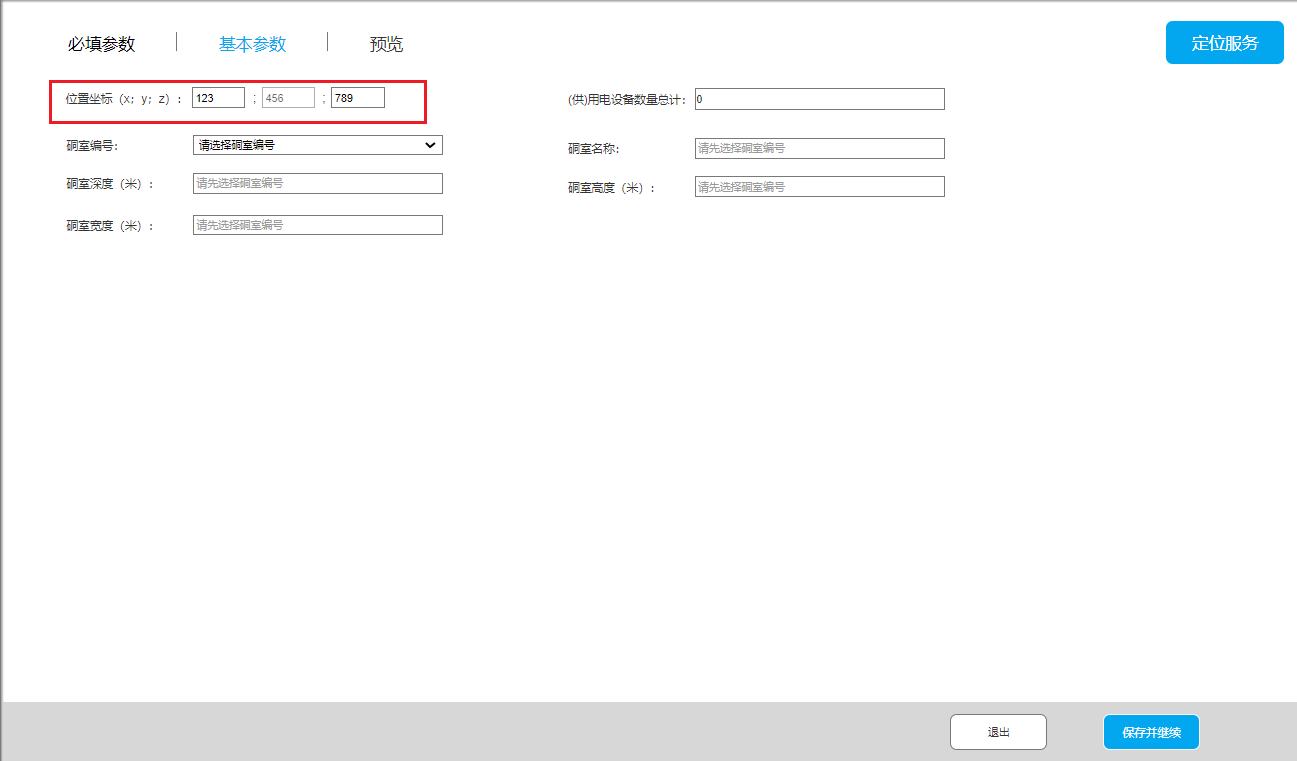 必填参数 基本参数 预览 定位服务
位置坐标（x; y; z）: 123 ; 456 ; 789 (供)用电设备数量总计: 0
硐室编号: 请选择硐室编号 硐室名称: 请先选择硐室编号
硐室深度（米）: 请先选择硐室编号 硐室高度（米）: 请先选择硐室编号
硐室宽度（米）: 请先选择硐室编号
退出 保存并继续